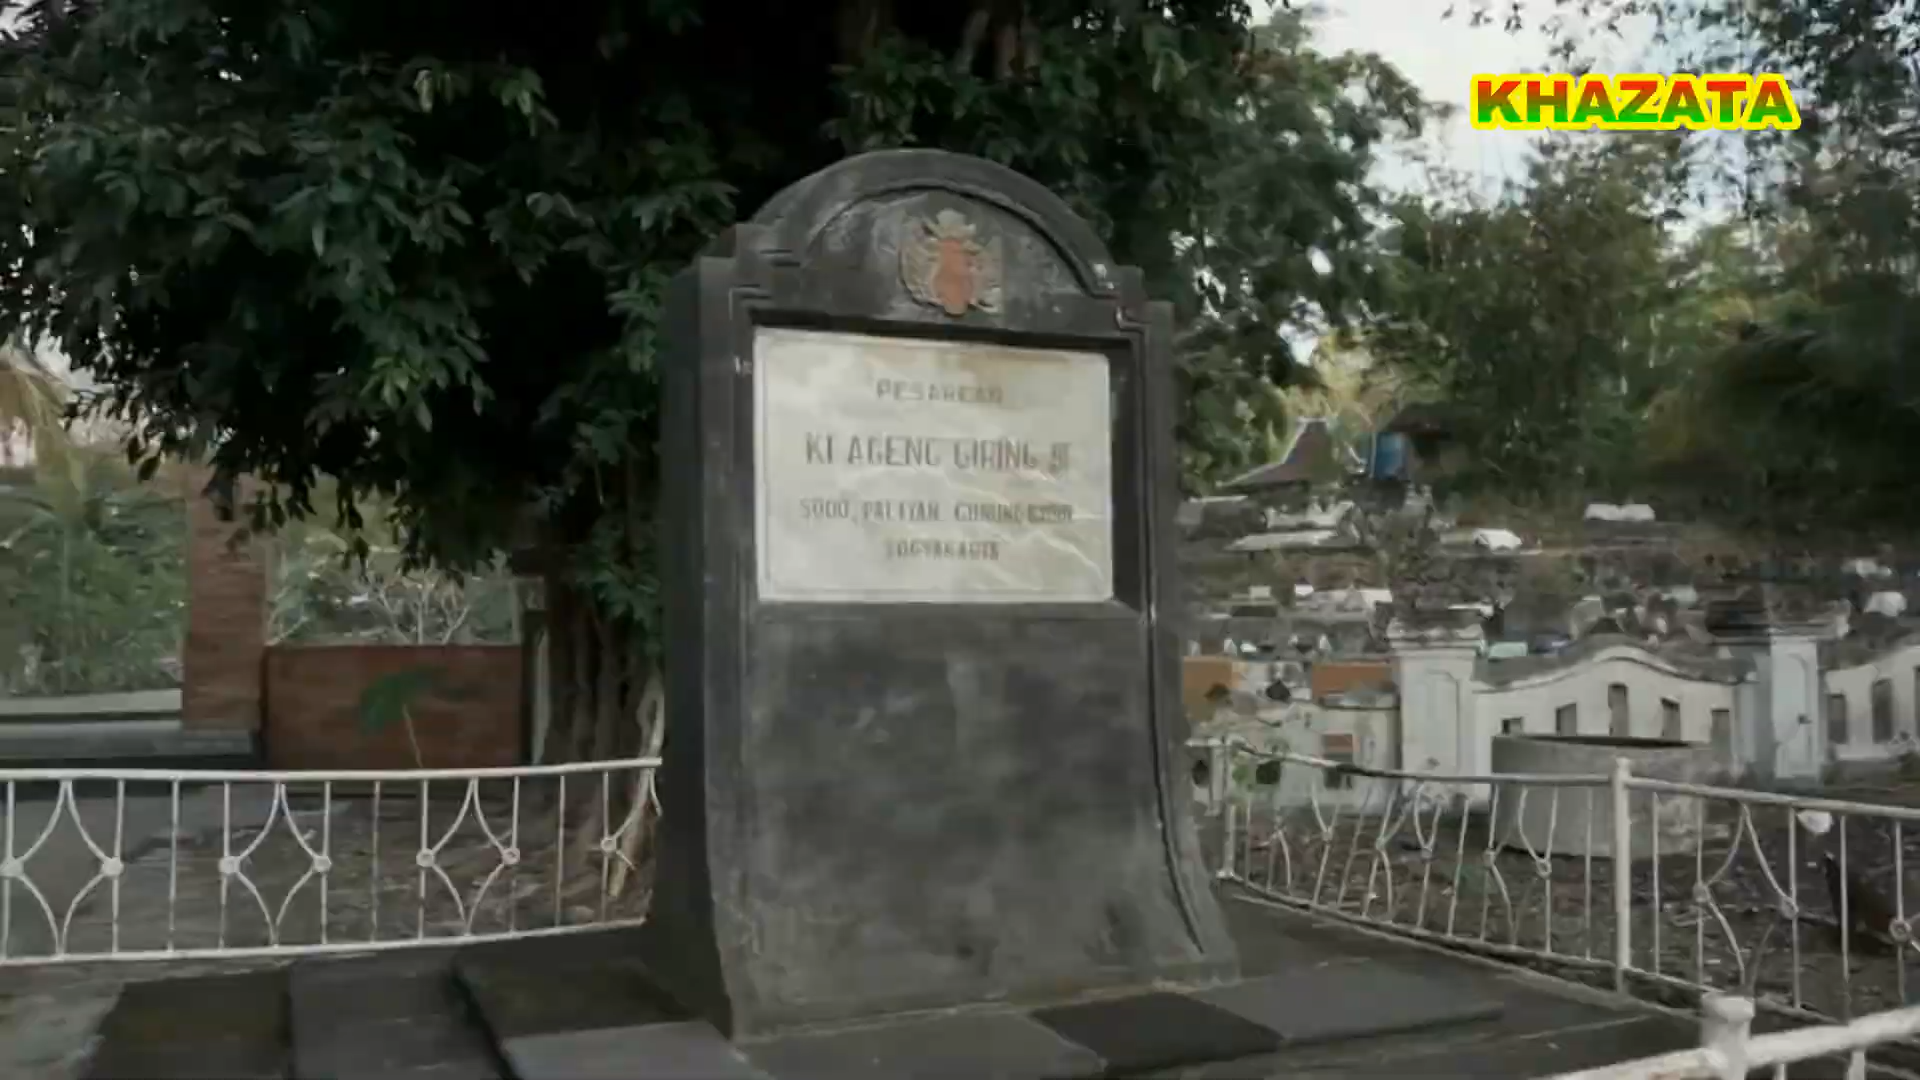 KHAZATA
PESAREAN
KI AGENG GIRING III
SODO, PALIYAN GUNUNG KIDUL
YOGYAKARTA